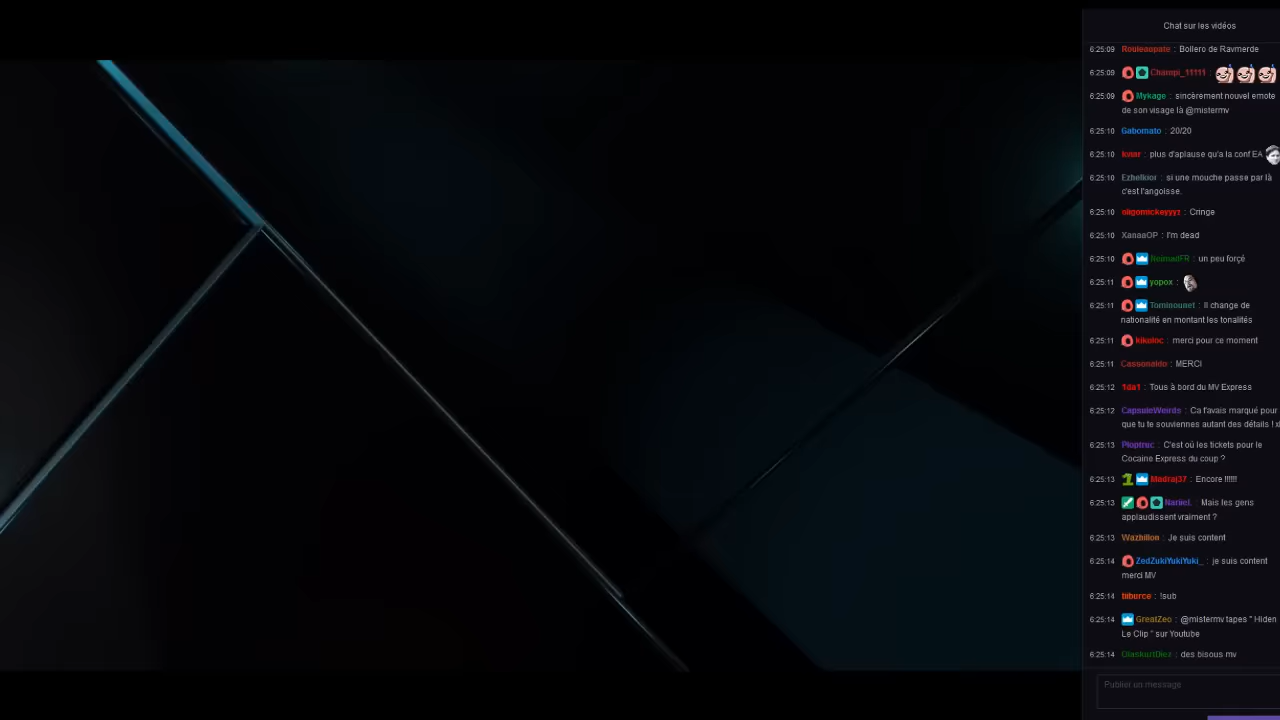 Chat sur les vidéos
6:25:09 Rouleaupate : Bollero de Ravmerde
6:25:09 Champi_11111 :
6:25:09 Mykage : sincèrement nouvel emote
de son visage là @mistermv
6:25:10 Gabomato : 20/20
6:25:10 kviar : plus d'aplause qu'a la conf EA
6:25:10 Ezhelkior : si une mouche passe par là
c'est l'angoisse.
6:25:10 : Cringe
6:25:10 XanaaOP : I'm dead
6:25:10 NeimadFR : un peu forçé
6:25:11 yopox :
6:25:11 Tominounet : Il change de
nationalité en montant les tonalités
6:25:11 kikoloc : merci pour ce moment
6:25:11 Cassonaldo : MERCI
6:25:12 1da1 : Tous à bord du MV Express
6:25:12 CapsuleWeirds : Ca t'avais marqué pour
que tu te souviennes autant des détails !
6:25:13 Ploptruc : C'est où les tickets pour le
Cocaine Express du coup ?
6:25:13 Madraj37 : Encore !!!!!!
6:25:13 : Mais les gens
applaudissent vraiment ?
6:25:13 Wazhilion : Je suis content
6:25:14 ZedZukiYukiYuki_ : je suis content
merci MV
6:25:14 tiiburce : !sub
6:25:14 GreatZeo : @mistermv tapes " Hiden
Le Clip " sur Youtube
6:25:14 : des bisous mv
Publier un message